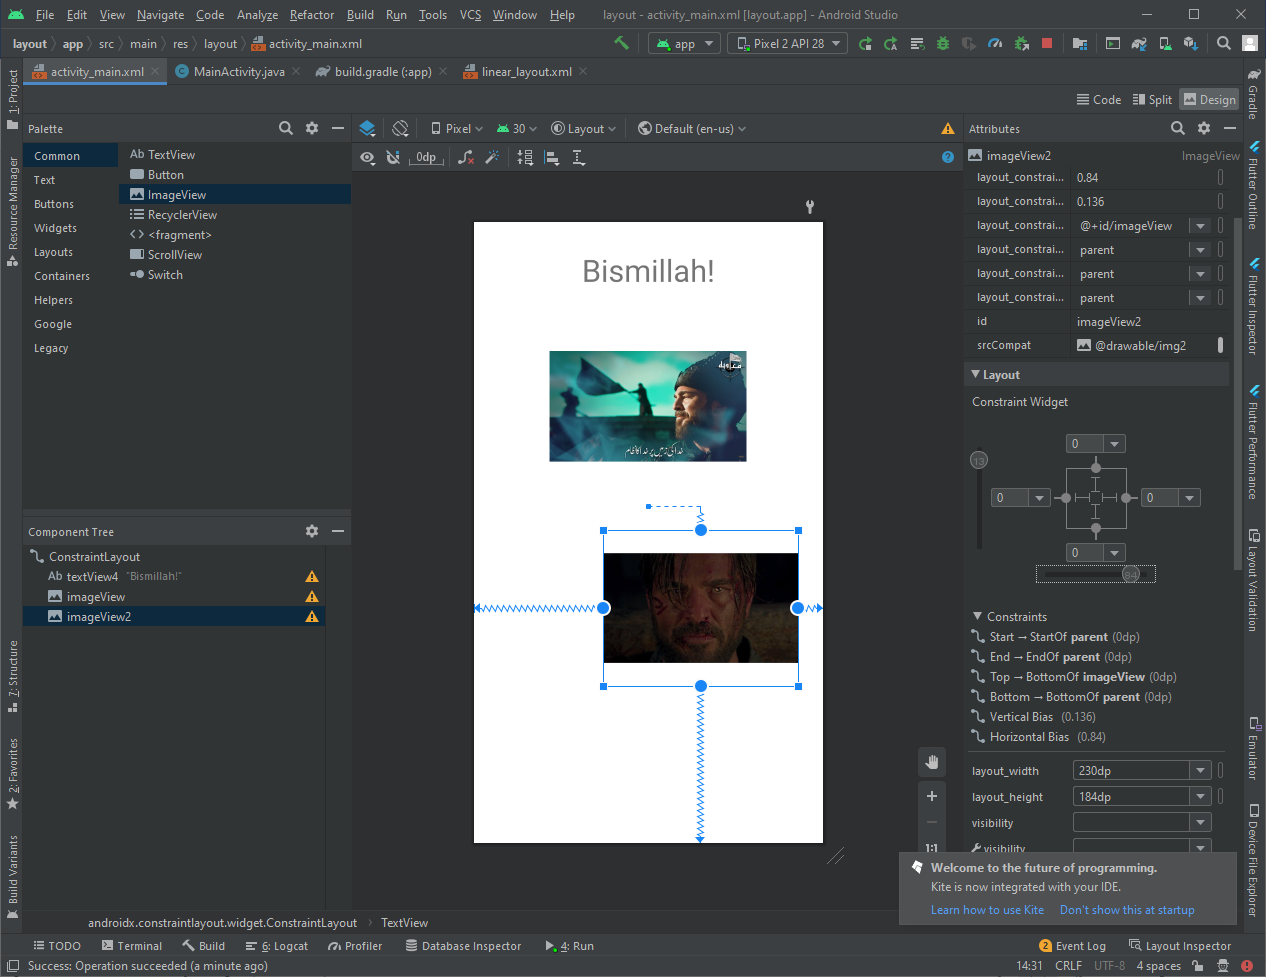 File Edit View Navigate Code Analyze Refactor Build Run Tools VCS Window Help layout - activity_main.xml [layout.app] - Android Studio
layout app src main res layout activity_main.xml app Pixel 2 API 28
activity_main.xml MainActivity.java build.gradle (:app) linear_layout.xml
Code Split Design
Palette
Common
Text
Buttons
Widgets
Layouts
Containers
Helpers
Google
Legacy
Ab TextView
Button
ImageView
RecyclerView
<fragment>
ScrollView
Switch
Component Tree
ConstraintLayout
Ab textView4 "Bismillah!"
imageView
imageView2
Pixel 30 Layout Default (en-us)
0dp
Bismillah!
خدا کی زمیں پر خدا کا نظام
1:1
Attributes
imageView2 ImageView
layout_constrai... 0.84
layout_constrai... 0.136
layout_constrai... @+id/imageView
layout_constrai... parent
layout_constrai... parent
layout_constrai... parent
id imageView2
srcCompat @drawable/img2
Layout
Constraint Widget
0
13
0 0
0
84
Constraints
Start → StartOf parent (0dp)
End → EndOf parent (0dp)
Top → BottomOf imageView (0dp)
Bottom → BottomOf parent (0dp)
Vertical Bias (0.136)
Horizontal Bias (0.84)
layout_width 230dp
layout_height 184dp
visibility
visibility
Welcome to the future of programming.
Kite is now integrated with your IDE.
Learn how to use Kite Don't show this at startup
1: Project
Resource Manager
7: Structure
2: Favorites
Build Variants
Gradle
Flutter Outline
Flutter Inspector
Flutter Performance
Layout Validation
Emulator
Device File Explorer
androidx.constraintlayout.widget.ConstraintLayout TextView
TODO Terminal Build 6: Logcat Profiler Database Inspector 4: Run 2 Event Log Layout Inspector
Success: Operation succeeded (a minute ago) 14:31 CRLF UTF-8 4 spaces